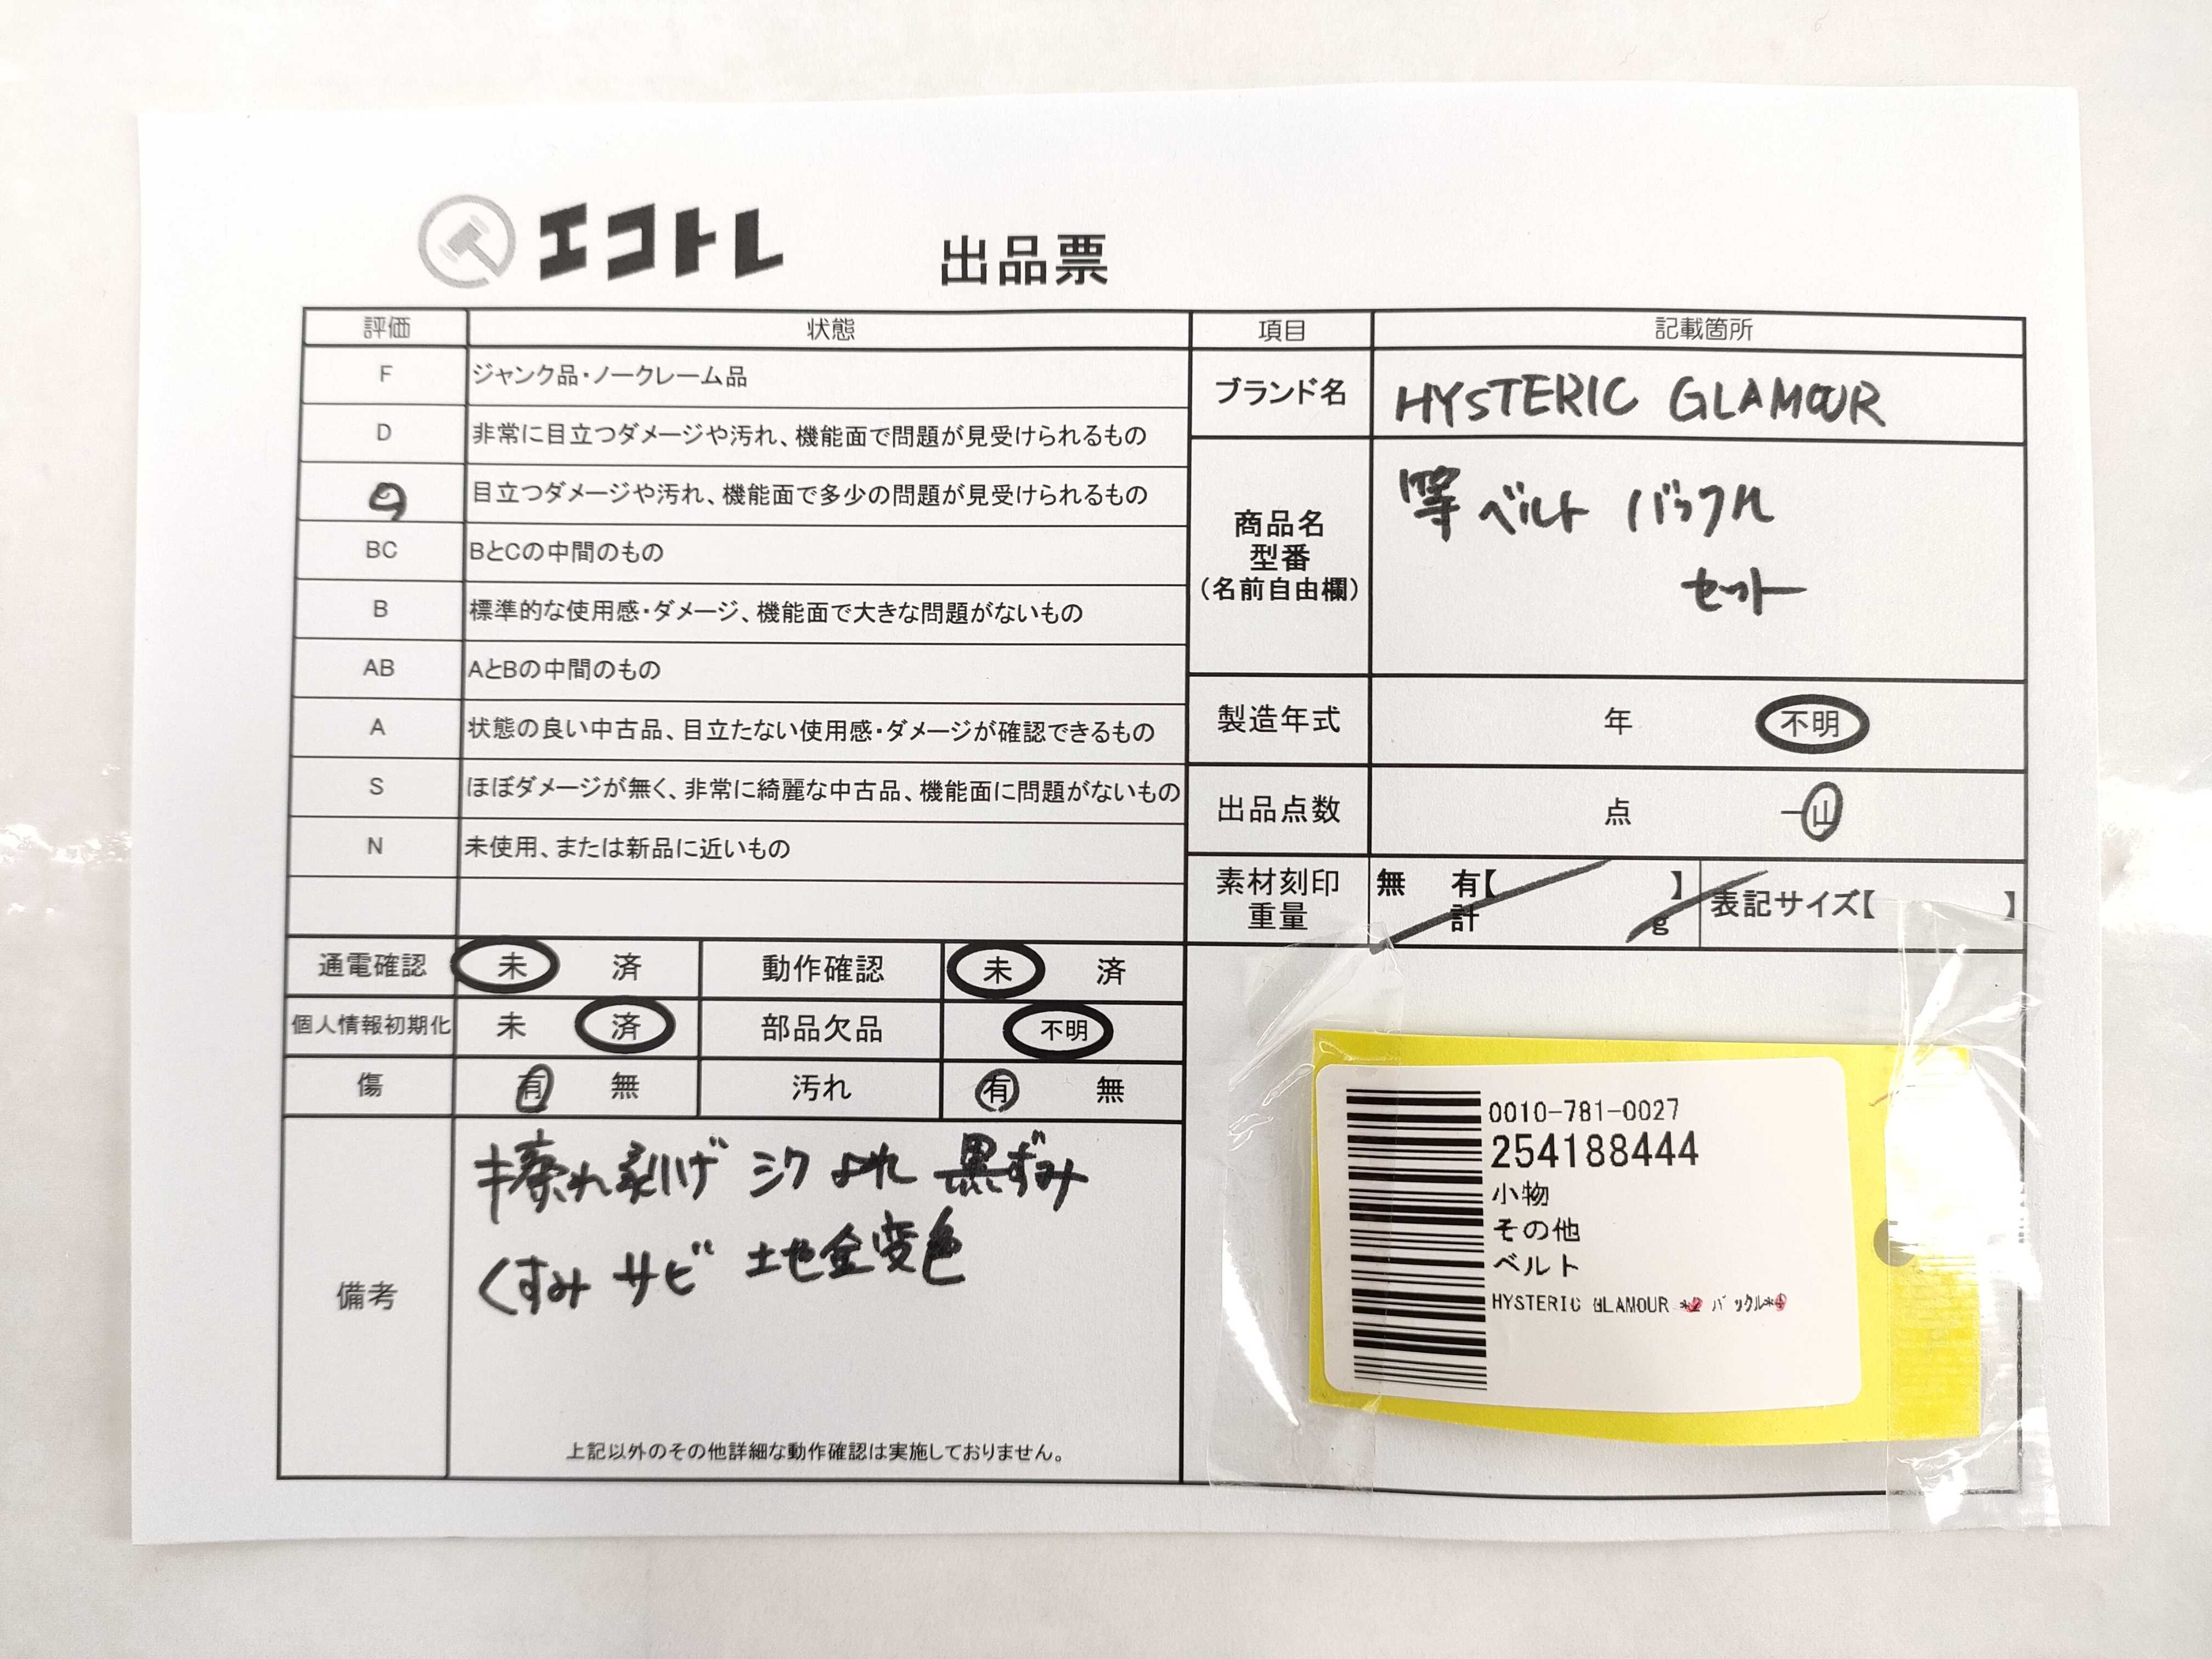 エコトレ 出品票
評価 状態
F ジャンク品・ノークレーム品
D 非常に目立つダメージや汚れ、機能面で問題が見受けられるもの
目立つダメージや汚れ、機能面で多少の問題が見受けられるもの
BC BとCの中間のもの
B 標準的な使用感・ダメージ、機能面で大きな問題がないもの
AB AとBの中間のもの
A 状態の良い中古品、目立たない使用感・ダメージが確認できるもの
S ほぼダメージが無く、非常に綺麗な中古品、機能面に問題がないもの
N 未使用、または新品に近いもの
通電確認 未 済 動作確認 未 済
個人情報初期化 未 済 部品欠品 不明
傷 有 無 汚れ 有 無
備考
擦れ 剥げ シワ よれ 黒ずみ
くすみ サビ 地金変色
上記以外のその他詳細な動作確認は実施しておりません。
項目 記載箇所
ブランド名 HYSTERIC GLAMOUR
商品名
型番
(名前自由欄)
等 ベルト バックル
セット
製造年式 年 不明
出品点数 点 一山
素材刻印
重量
無 有【 】
計 g
表記サイズ【 】
0010-781-0027
254188444
小物
その他
ベルト
HYSTERIC GLAMOUR バックル